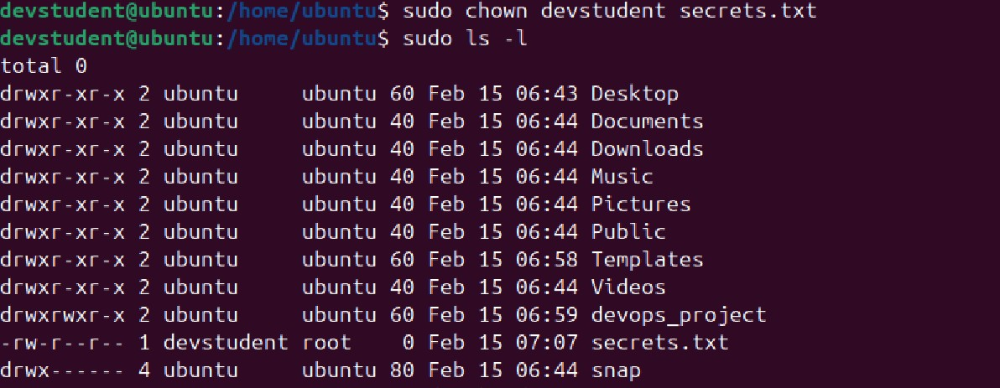 devstudent@ubuntu:/home/ubuntu$ sudo chown devstudent secrets.txt
devstudent@ubuntu:/home/ubuntu$ sudo ls -l
total 0
drwxr-xr-x 2 ubuntu     ubuntu 60 Feb 15 06:43 Desktop
drwxr-xr-x 2 ubuntu     ubuntu 40 Feb 15 06:44 Documents
drwxr-xr-x 2 ubuntu     ubuntu 40 Feb 15 06:44 Downloads
drwxr-xr-x 2 ubuntu     ubuntu 40 Feb 15 06:44 Music
drwxr-xr-x 2 ubuntu     ubuntu 40 Feb 15 06:44 Pictures
drwxr-xr-x 2 ubuntu     ubuntu 40 Feb 15 06:44 Public
drwxr-xr-x 2 ubuntu     ubuntu 60 Feb 15 06:58 Templates
drwxr-xr-x 2 ubuntu     ubuntu 40 Feb 15 06:44 Videos
drwxrwxr-x 2 ubuntu     ubuntu 60 Feb 15 06:59 devops_project
-rw-r--r-- 1 devstudent root    0 Feb 15 07:07 secrets.txt
drwx------ 4 ubuntu     ubuntu 80 Feb 15 06:44 snap